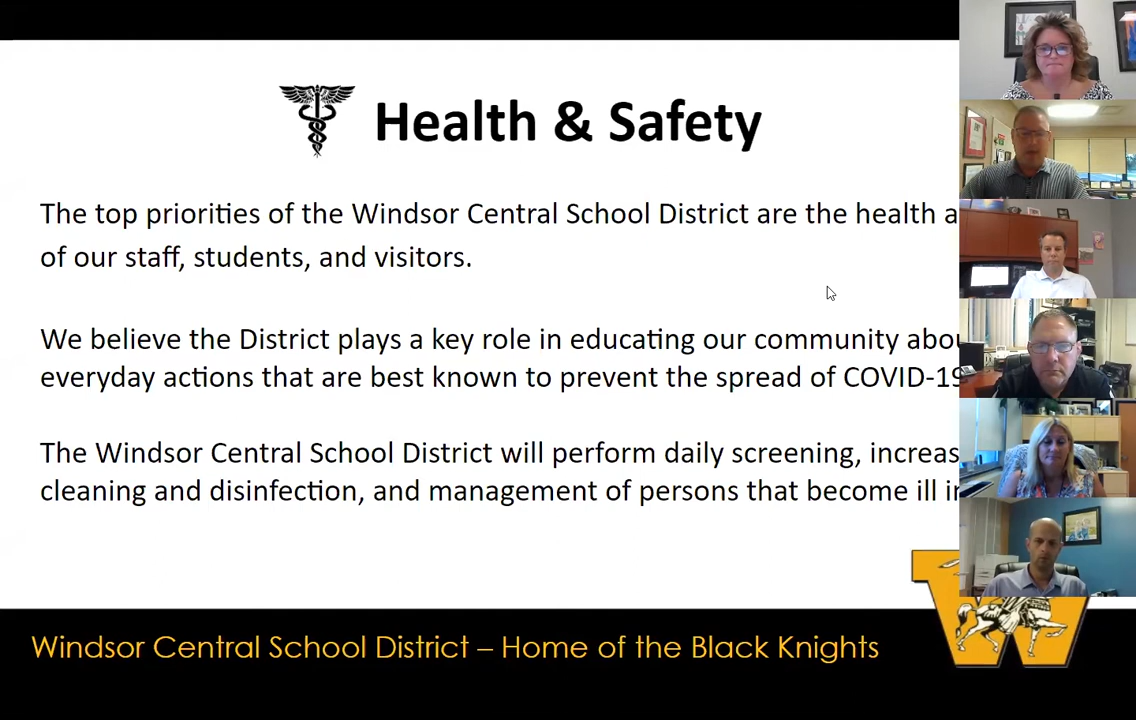 Health & Safety
The top priorities of the Windsor Central School District are the health a
of our staff, students, and visitors.
We believe the District plays a key role in educating our community abou
everyday actions that are best known to prevent the spread of COVID-19
The Windsor Central School District will perform daily screening, increas
cleaning and disinfection, and management of persons that become ill in
W
Windsor Central School District – Home of the Black Knights